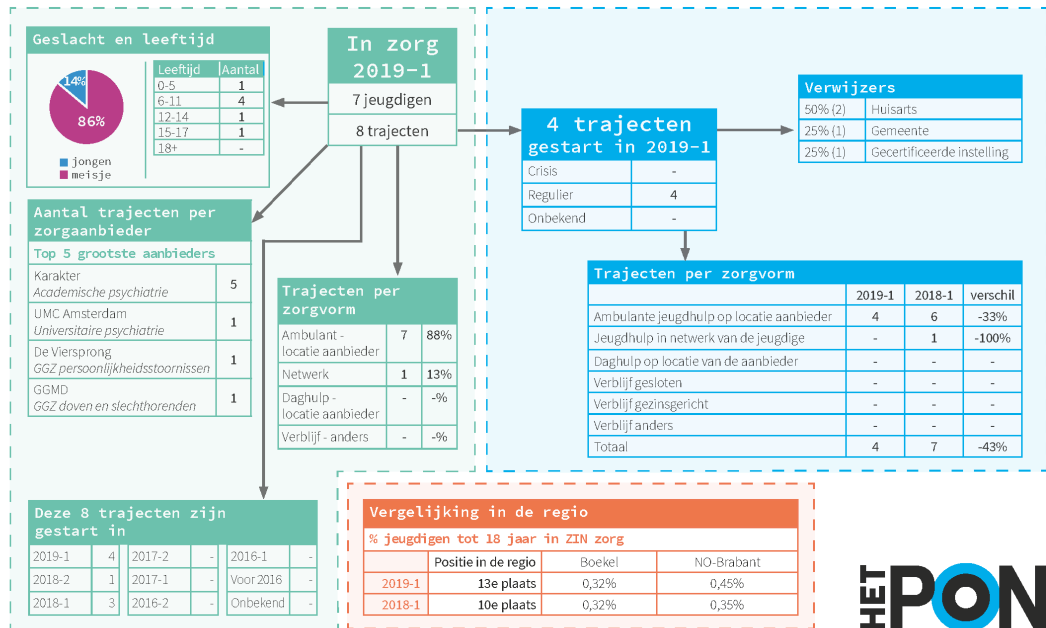 Geslacht en leeftijd
14%
86%
jongen
meisje
Leeftijd Aantal
0-5 1
6-11 4
12-14 1
15-17 1
18+ -
In zorg
2019-1
7 jeugdigen
8 trajecten
4 trajecten
gestart in 2019-1
Crisis -
Regulier 4
Onbekend -
Verwijzers
50% (2) Huisarts
25% (1) Gemeente
25% (1) Gecertificeerde instelling
Aantal trajecten per
zorgaanbieder
Top 5 grootste aanbieders
Karakter
Academische psychiatrie 5
UMC Amsterdam
Universitaire psychiatrie 1
De Viersprong
GGZ persoonlijkheidsstoornissen 1
GGMD
GGZ doven en slechthorenden 1
Trajecten per
zorgvorm
Ambulant -
locatie aanbieder 7 88%
Netwerk 1 13%
Daghulp -
locatie aanbieder - -%
Verblijf - anders - -%
Trajecten per zorgvorm
2019-1 2018-1 verschil
Ambulante jeugdhulp op locatie aanbieder 4 6 -33%
Jeugdhulp in netwerk van de jeugdige - 1 -100%
Daghulp op locatie van de aanbieder - - -
Verblijf gesloten - - -
Verblijf gezinsgericht - - -
Verblijf anders - - -
Totaal 4 7 -43%
Deze 8 trajecten zijn
gestart in
2019-1 4 2017-2 - 2016-1 -
2018-2 1 2017-1 - Voor 2016 -
2018-1 3 2016-2 - Onbekend -
Vergelijking in de regio
% jeugdigen tot 18 jaar in ZIN zorg
Positie in de regio Boekel NO-Brabant
2019-1 13e plaats 0,32% 0,45%
2018-1 10e plaats 0,32% 0,35%
HET PON